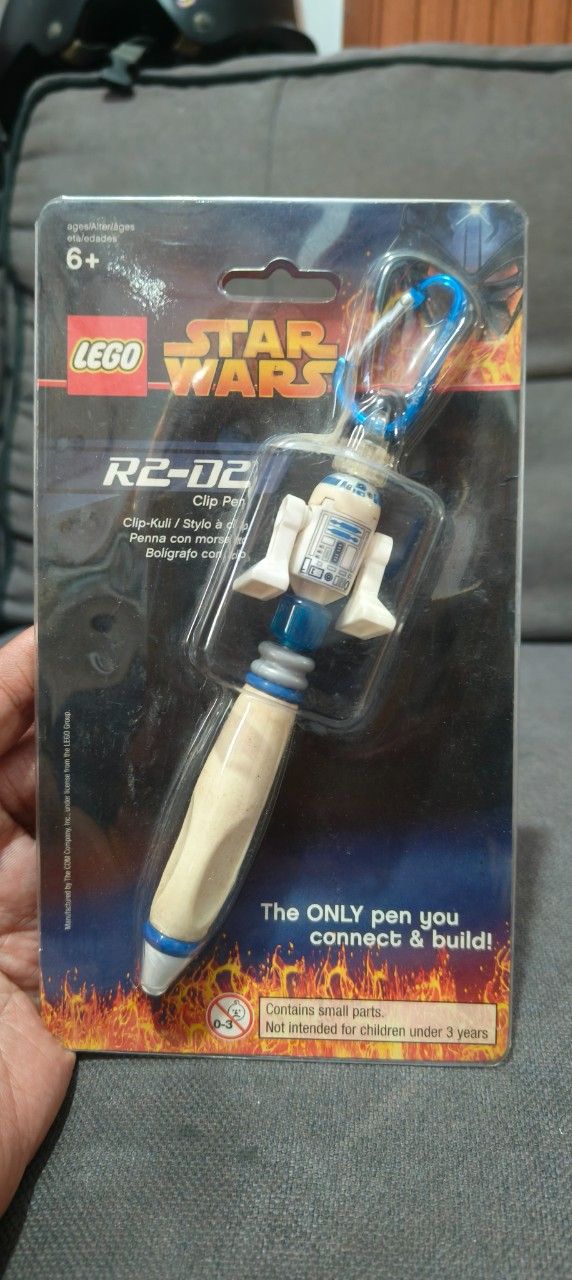 ages/Alter/âges
eta/edades
6+
LEGO
STAR
WARS
R2-D2
Clip Pen
Clip-Kuli / Stylo à
Penna con
Bolígrafo con
Manufactured by The CDM Company, Inc., under license from the LEGO Group.
The ONLY pen you
connect & build!
0-3
Contains small parts.
Not intended for children under 3 years